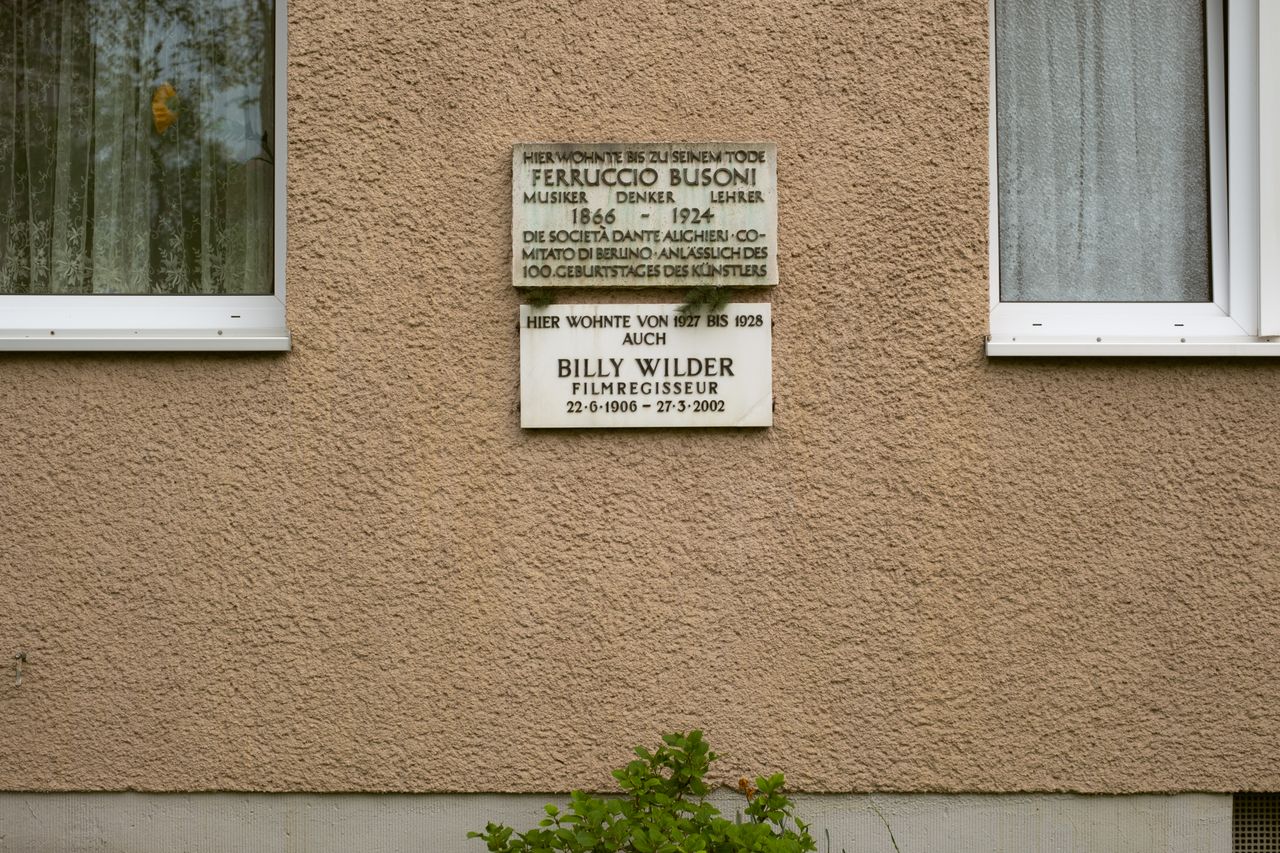 HIER WOHNTE BIS ZU SEINEM TODE
FERRUCCIO BUSONI
MUSIKER DENKER LEHRER
1866 – 1924
DIE SOCIETÀ DANTE ALIGHIERI · CO-
MITATO DI BERLINO · ANLÄSSLICH DES
100. GEBURTSTAGES DES KÜNSTLERS
HIER WOHNTE VON 1927 BIS 1928
AUCH
BILLY WILDER
FILMREGISSEUR
22·6·1906 – 27·3·2002